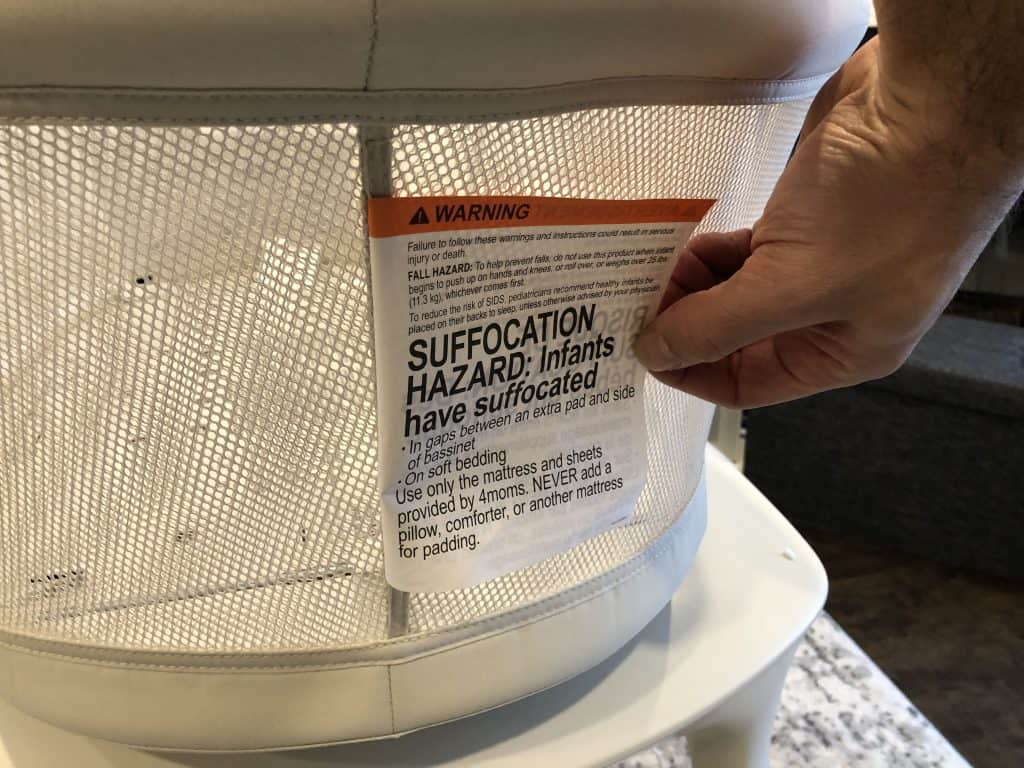 ⚠ WARNING
Failure to follow these warnings and instructions could result in serious
injury or death.
FALL HAZARD: To help prevent falls, do not use this product when infant
begins to push up on hands and knees, or roll over, or weighs over 25 lbs
(11.3 kg), whichever comes first.
To reduce the risk of SIDS, pediatricians recommend healthy infants be
placed on their backs to sleep, unless otherwise advised by your physician.
SUFFOCATION
HAZARD: Infants
have suffocated
• In gaps between an extra pad and side
of bassinet
• On soft bedding
Use only the mattress and sheets
provided by 4moms. NEVER add a
pillow, comforter, or another mattress
for padding.